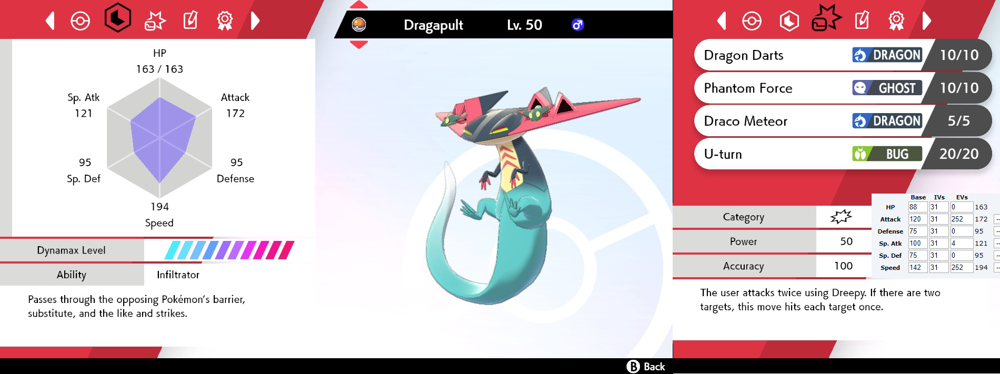 HP
163 / 163
Sp. Atk
121
Attack
172
95
Sp. Def
95
Defense
194
Speed
Dynamax Level
Ability
Infiltrator
Passes through the opposing Pokémon's barrier,
substitute, and the like and strikes.
Dragapult Lv. 50
B Back
Dragon Darts DRAGON 10/10
Phantom Force GHOST 10/10
Draco Meteor DRAGON 5/5
U-turn BUG 20/20
Category
Power 50
Accuracy 100
Base IVs EVs
HP 88 31 0 163
Attack 120 31 252 172 --
Defense 75 31 0 95 --
Sp. Atk 100 31 4 121 --
Sp. Def 75 31 0 95 --
Speed 142 31 252 194 --
The user attacks twice using Dreepy. If there are two
targets, this move hits each target once.